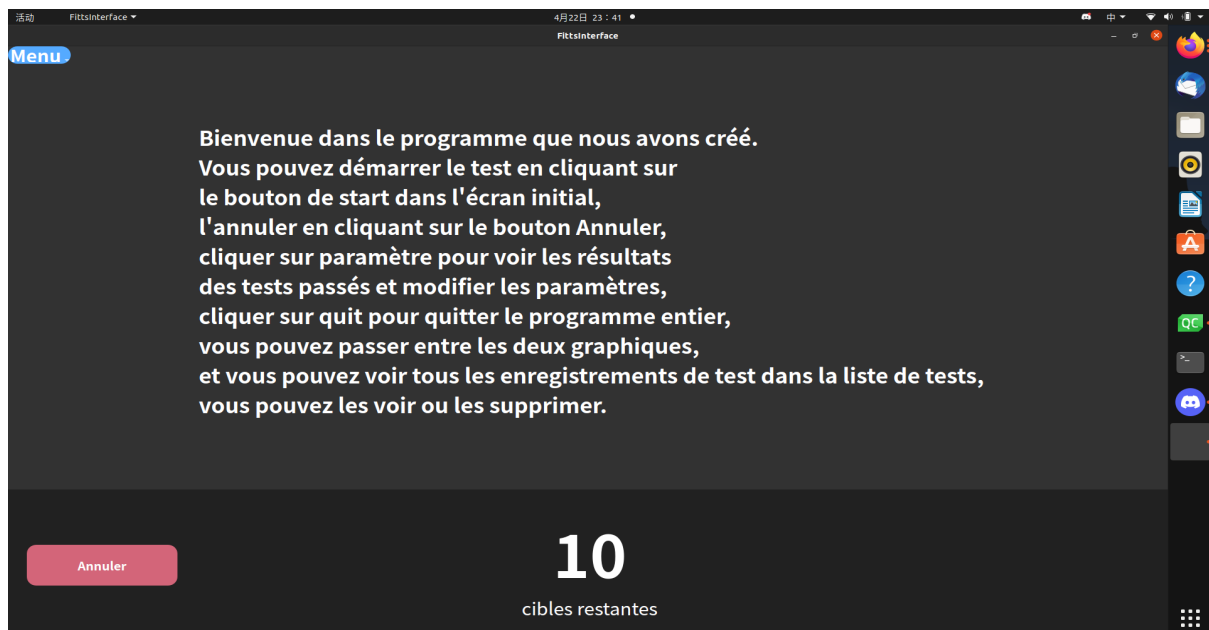 活动 FittsInterface 4月22日 23：41 中
FittsInterface
Menu
Bienvenue dans le programme que nous avons créé.
Vous pouvez démarrer le test en cliquant sur
le bouton de start dans l'écran initial,
l'annuler en cliquant sur le bouton Annuler,
cliquer sur paramètre pour voir les résultats
des tests passés et modifier les paramètres,
cliquer sur quit pour quitter le programme entier,
vous pouvez passer entre les deux graphiques,
et vous pouvez voir tous les enregistrements de test dans la liste de tests,
vous pouvez les voir ou les supprimer.
QC
10
Annuler
cibles restantes